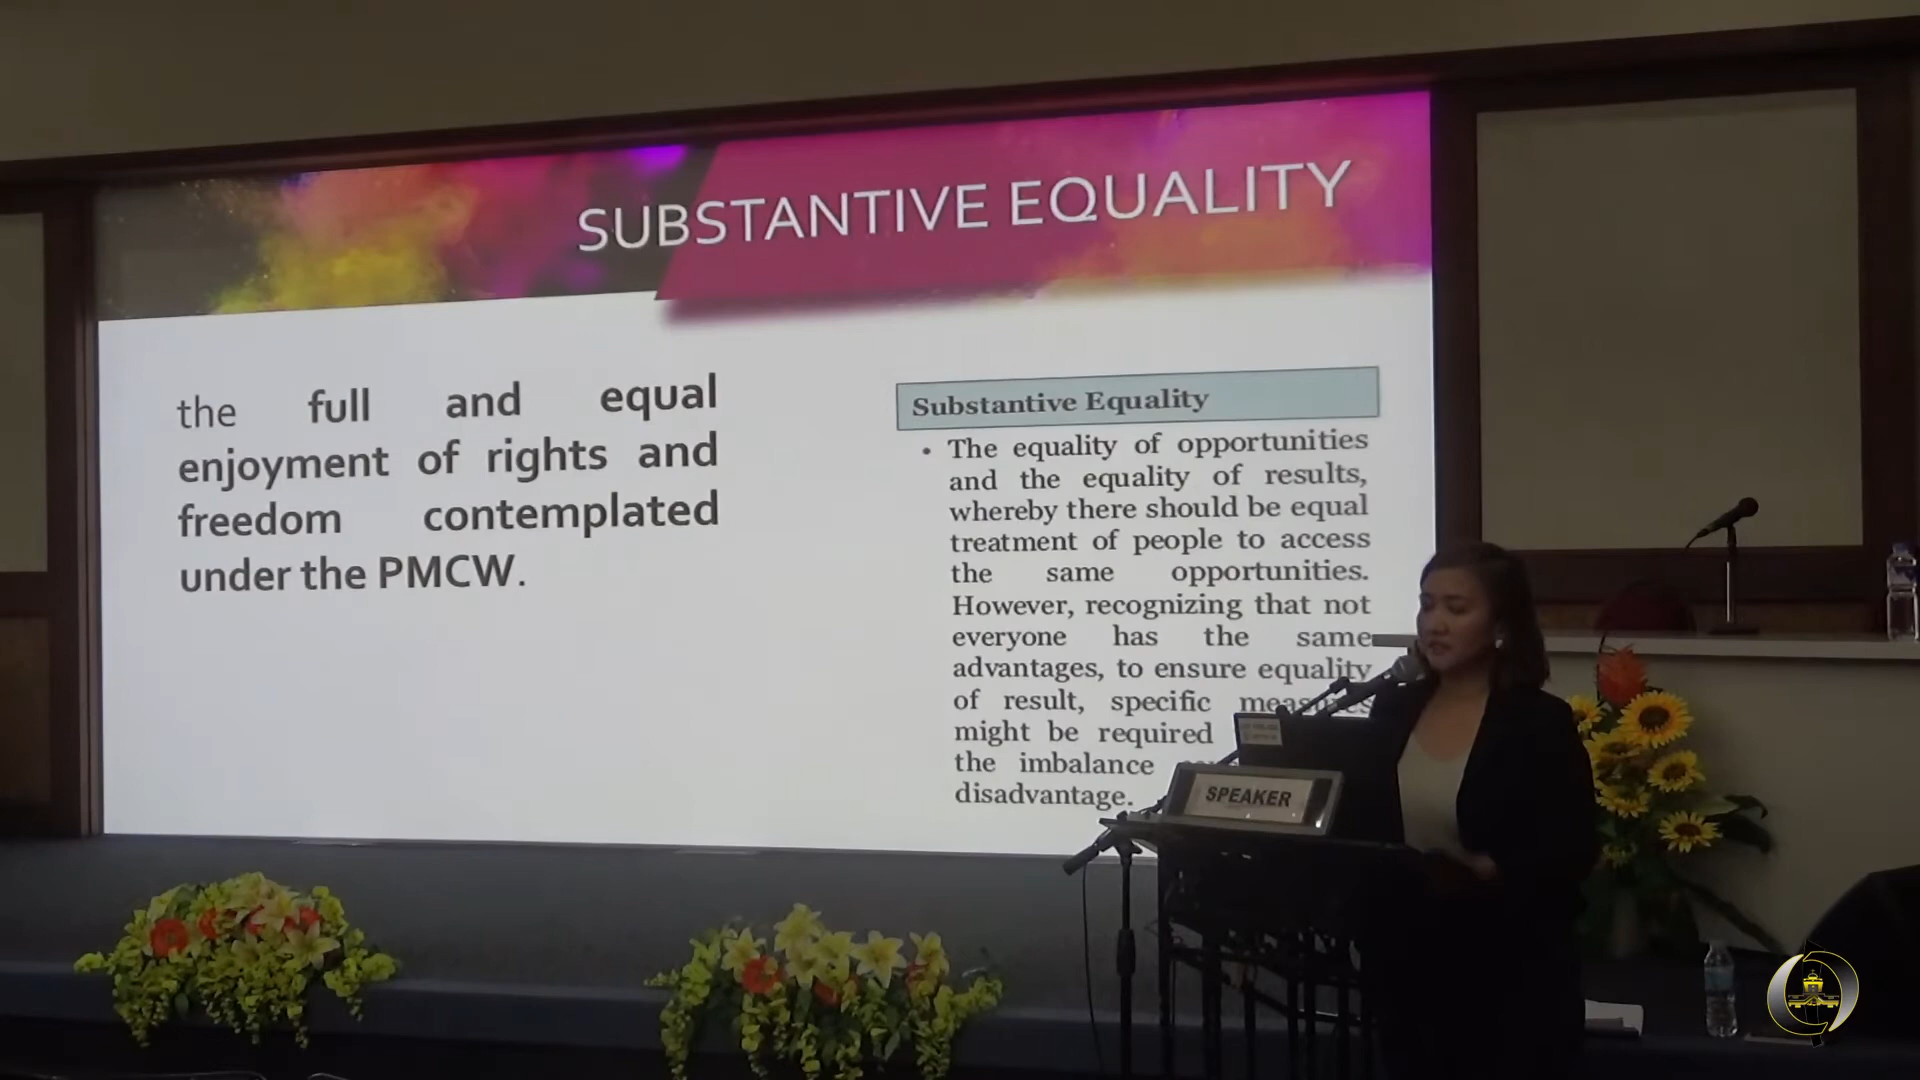 SUBSTANTIVE EQUALITY
the full and equal
enjoyment of rights and
freedom contemplated
under the PMCW.
Substantive Equality
• The equality of opportunities
and the equality of results,
whereby there should be equal
treatment of people to access
the same opportunities.
However, recognizing that not
everyone has the same
advantages, to ensure equality
of result, specific measures
might be required
the imbalance
disadvantage.
SPEAKER